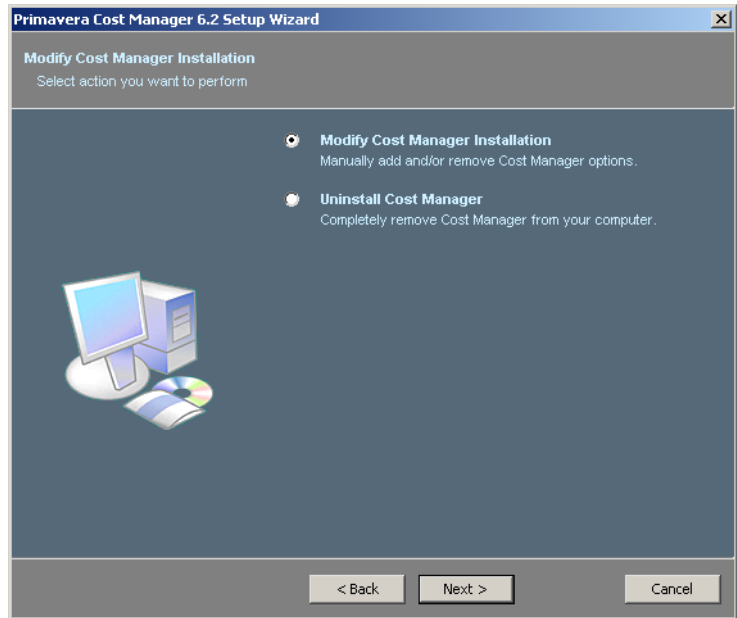 Primavera Cost Manager 6.2 Setup Wizard
Modify Cost Manager Installation
Select action you want to perform
Modify Cost Manager Installation
Manually add and/or remove Cost Manager options.
Uninstall Cost Manager
Completely remove Cost Manager from your computer.
< Back Next > Cancel